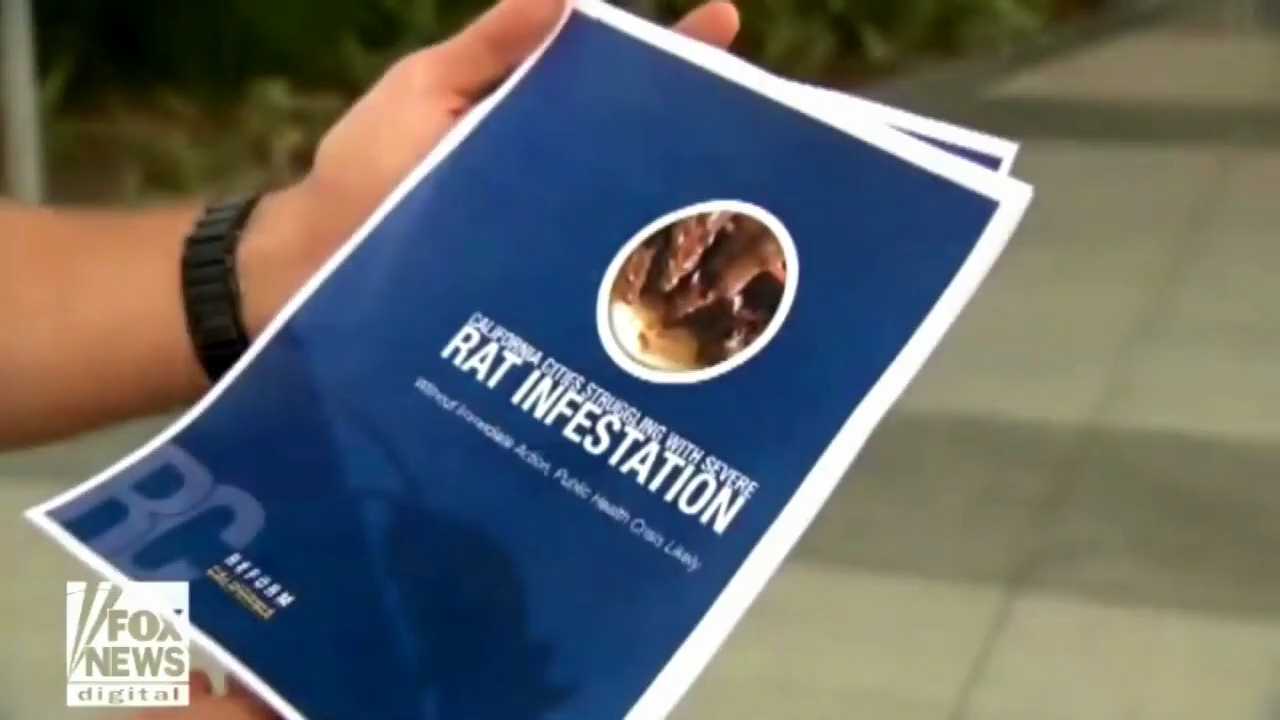 CALIFORNIA CITIES STRUGGLING WITH SEVERE
RAT INFESTATION
Without Immediate Action, Public Health Crisis Likely
RC
REFORM
CALIFORNIA
FOX
NEWS
digital